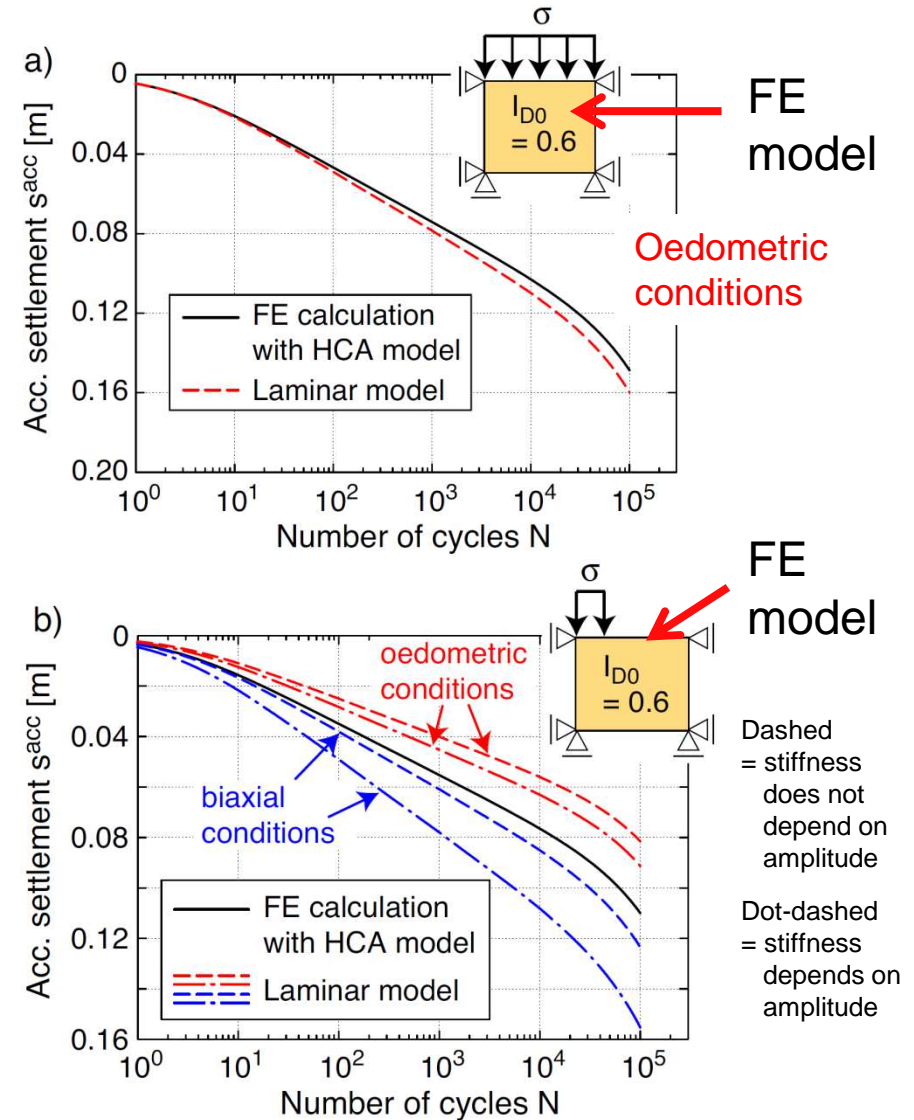 a)
σ
I_D0
= 0.6
FE
model
Oedometric
conditions
Acc. settlement s^acc [m]
0
0.04
0.08
0.12
0.16
0.20
FE calculation
with HCA model
Laminar model
10^0 10^1 10^2 10^3 10^4 10^5
Number of cycles N
b)
σ
I_D0
= 0.6
FE
model
oedometric
conditions
biaxial
conditions
Acc. settlement s^acc [m]
0
0.04
0.08
0.12
0.16
FE calculation
with HCA model
Laminar model
10^0 10^1 10^2 10^3 10^4 10^5
Number of cycles N
Dashed
= stiffness
does not
depend on
amplitude
Dot-dashed
= stiffness
depends on
amplitude